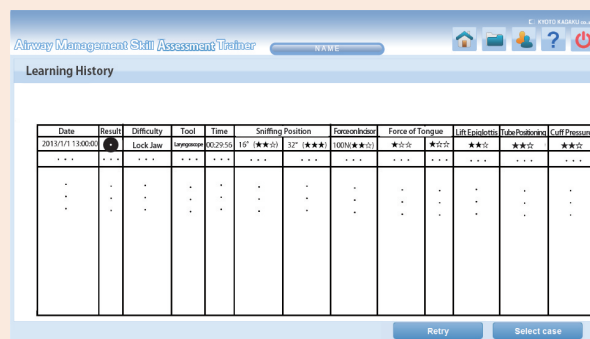 KYOTO KAGAKU
Airway Management Skill Assessment Trainer
NAME
?
Learning History
Date Result Difficulty Tool Time Sniffing Position Force on Incisor Force of Tongue Lift Epiglottis Tube Positioning Cuff Pressure
2013/1/1 13:00:00 Lock Jaw Laryngoscope 00:29:56 16° (★★☆) 32° (★★★) 100N(★★☆) ★☆☆ ★☆☆ ★★☆ ★★☆ ★★☆
Retry Select case